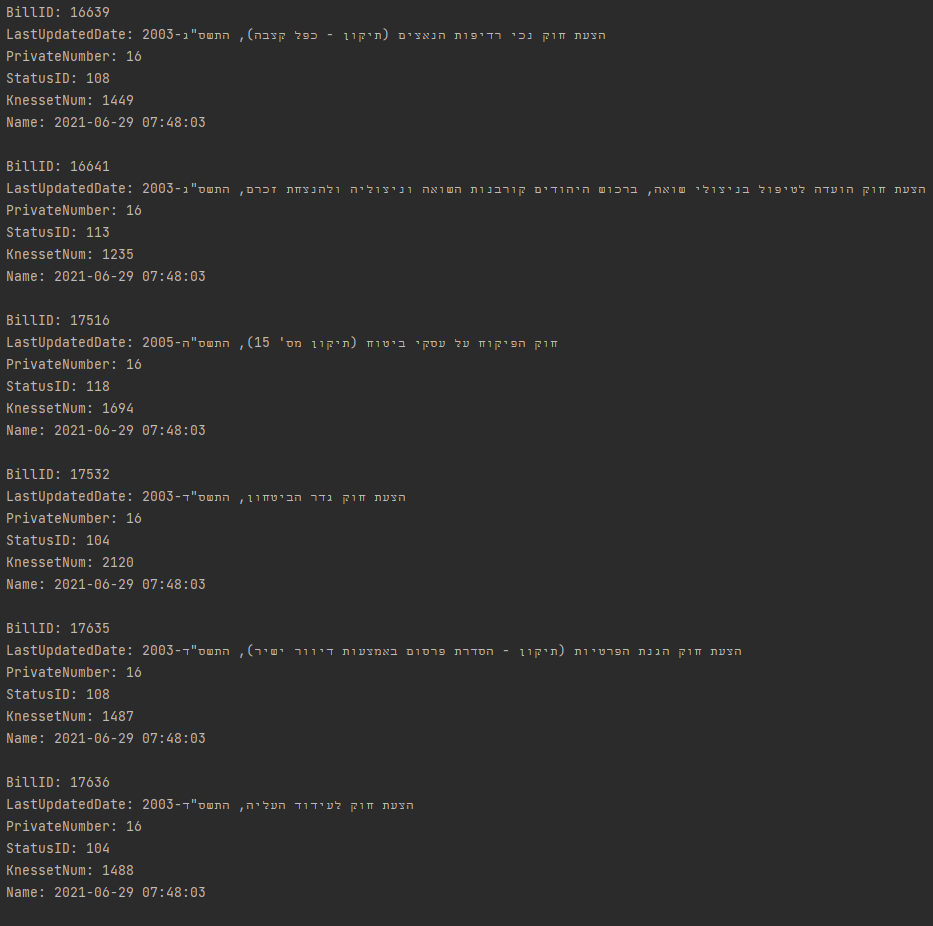 BillID: 16639
LastUpdatedDate: הצעת חוק נכי רדיפות הנאצים (תיקון - כפל קצבה), התשס"ג-2003
PrivateNumber: 16
StatusID: 108
KnessetNum: 1449
Name: 2021-06-29 07:48:03
BillID: 16641
LastUpdatedDate: הצעת חוק הועדה לטיפול בניצולי שואה, ברכוש היהודים קורבנות השואה וניצוליה ולהנצחת זכרם, התשס"ג-2003
PrivateNumber: 16
StatusID: 113
KnessetNum: 1235
Name: 2021-06-29 07:48:03
BillID: 17516
LastUpdatedDate: חוק הפיקוח על עסקי ביטוח (תיקון מס' 15), התשס"ה-2005
PrivateNumber: 16
StatusID: 118
KnessetNum: 1694
Name: 2021-06-29 07:48:03
BillID: 17532
LastUpdatedDate: הצעת חוק גדר הביטחון, התשס"ד-2003
PrivateNumber: 16
StatusID: 104
KnessetNum: 2120
Name: 2021-06-29 07:48:03
BillID: 17635
LastUpdatedDate: הצעת חוק הגנת הפרטיות (תיקון - הסדרת פרסום באמצעות דיוור ישיר), התשס"ד-2003
PrivateNumber: 16
StatusID: 108
KnessetNum: 1487
Name: 2021-06-29 07:48:03
BillID: 17636
LastUpdatedDate: הצעת חוק לעידוד העליה, התשס"ד-2003
PrivateNumber: 16
StatusID: 104
KnessetNum: 1488
Name: 2021-06-29 07:48:03